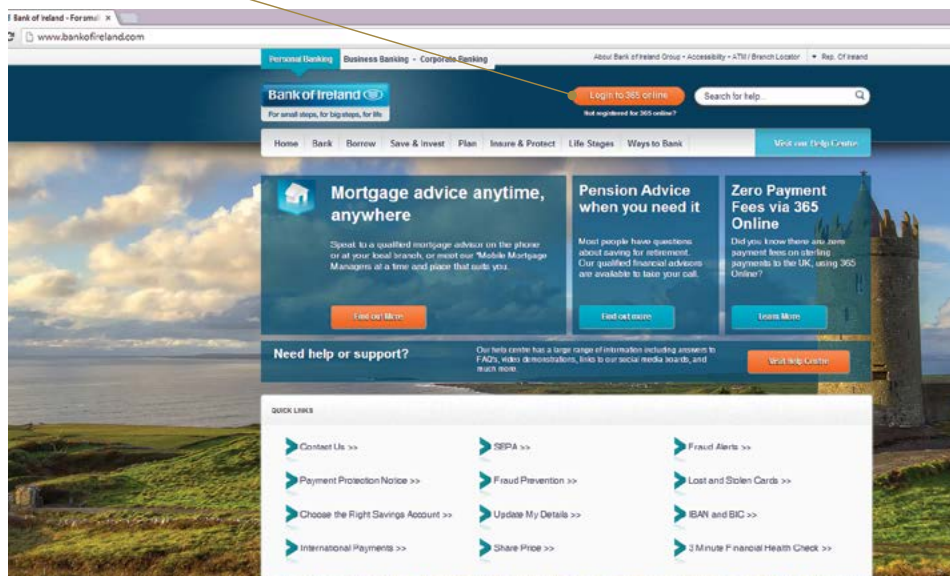 Bank of Ireland - For small
www.bankofireland.com
Personal Banking Business Banking - Corporate Banking
About Bank of Ireland Group • Accessibility • ATM / Branch Locator Rep. Of Ireland
Bank of Ireland
For small steps, for big steps, for life
Login to 365 online
Search for help...
Not registered for 365 online?
Home Bank Borrow Save & Invest Plan Insure & Protect Life Stages Ways to Bank
Visit our Help Centre
Mortgage advice anytime,
anywhere
Speak to a qualified mortgage advisor on the phone
or at your local branch, or meet our *Mobile Mortgage
Managers at a time and place that suits you.
Find out More
Pension Advice
when you need it
Most people have questions
about saving for retirement.
Our qualified financial advisors
are available to take your call.
Find out more
Zero Payment
Fees via 365
Online
Did you know there are zero
payment fees on sterling
payments to the UK, using 365
Online?
Learn More
Need help or support?
Our help centre has a large range of information including answers to
FAQ's, video demonstrations, links to our social media boards, and
much more.
Visit Help Centre
QUICK LINKS
Contact Us >>
SEPA >>
Fraud Alerts >>
Payment Protection Notice >>
Fraud Prevention >>
Lost and Stolen Cards >>
Choose the Right Savings Account >>
Update My Details >>
IBAN and BIC >>
International Payments >>
Share Price >>
3 Minute Financial Health Check >>